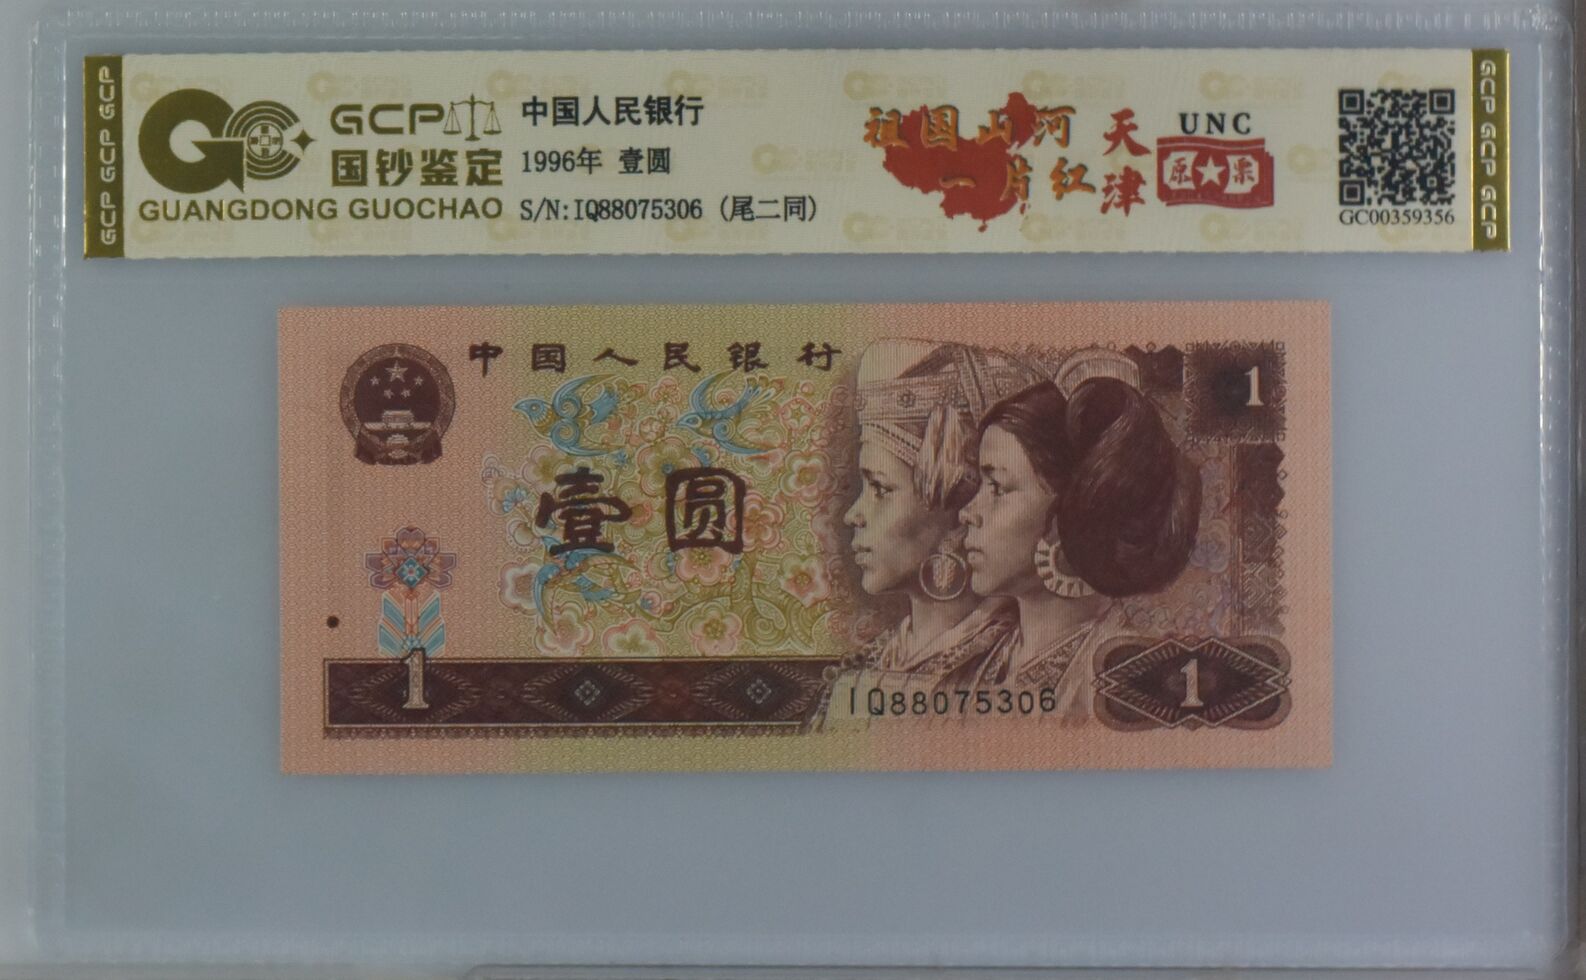 GCP GCP GCP
GCP
国钞鉴定
GUANGDONG GUOCHAO
中国人民银行
1996年 壹圆
S/N:IQ88075306 (尾二同)
祖国山河
一片红
天津
UNC
原票
GC00359356
GCP GCP GCP
中国人民银行
1
壹圆
1
IQ88075306
1